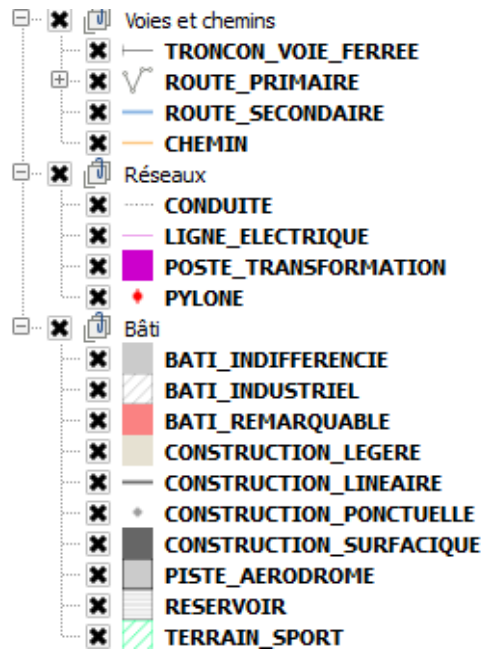 Voies et chemins
TRONCON_VOIE_FERREE
ROUTE_PRIMAIRE
ROUTE_SECONDAIRE
CHEMIN
Réseaux
CONDUITE
LIGNE_ELECTRIQUE
POSTE_TRANSFORMATION
PYLONE
Bâti
BATI_INDIFFERENCIE
BATI_INDUSTRIEL
BATI_REMARQUABLE
CONSTRUCTION_LEGERE
CONSTRUCTION_LINEAIRE
CONSTRUCTION_PONCTUELLE
CONSTRUCTION_SURFACIQUE
PISTE_AERODROME
RESERVOIR
TERRAIN_SPORT